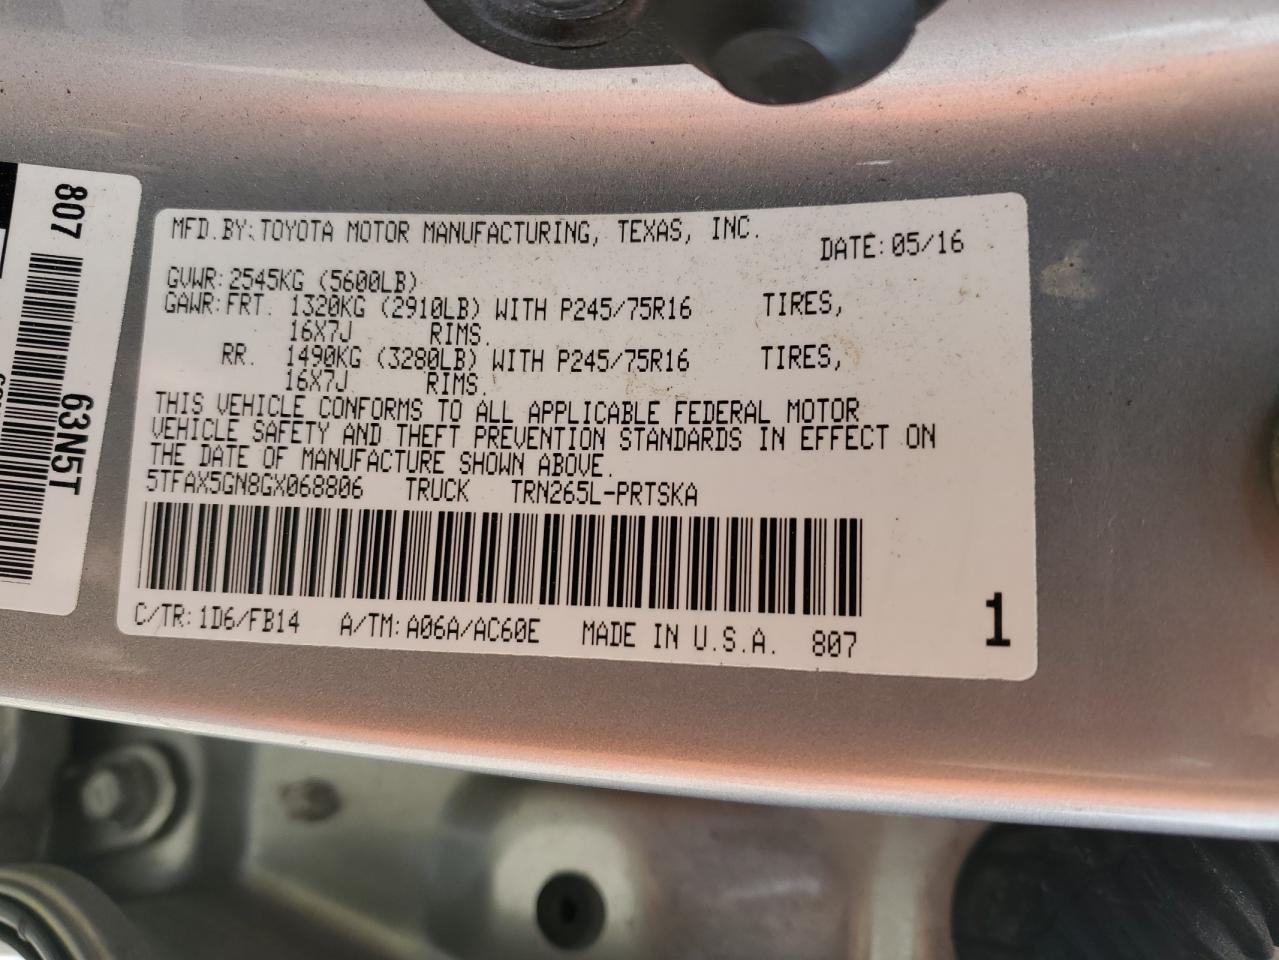 807
63N5T
MFD.BY:TOYOTA MOTOR MANUFACTURING, TEXAS, INC.
DATE:05/16
GVWR:2545KG (5600LB)
GAWR:FRT. 1320KG (2910LB) WITH P245/75R16 TIRES,
16X7J RIMS.
RR. 1490KG (3280LB) WITH P245/75R16 TIRES,
16X7J RIMS.
THIS VEHICLE CONFORMS TO ALL APPLICABLE FEDERAL MOTOR
VEHICLE SAFETY AND THEFT PREVENTION STANDARDS IN EFFECT ON
THE DATE OF MANUFACTURE SHOWN ABOVE.
5TFAX5GN8GX068806 TRUCK TRN265L-PRTSKA
C/TR:1D6/FB14 A/TM:A06A/AC60E MADE IN U.S.A. 807
1